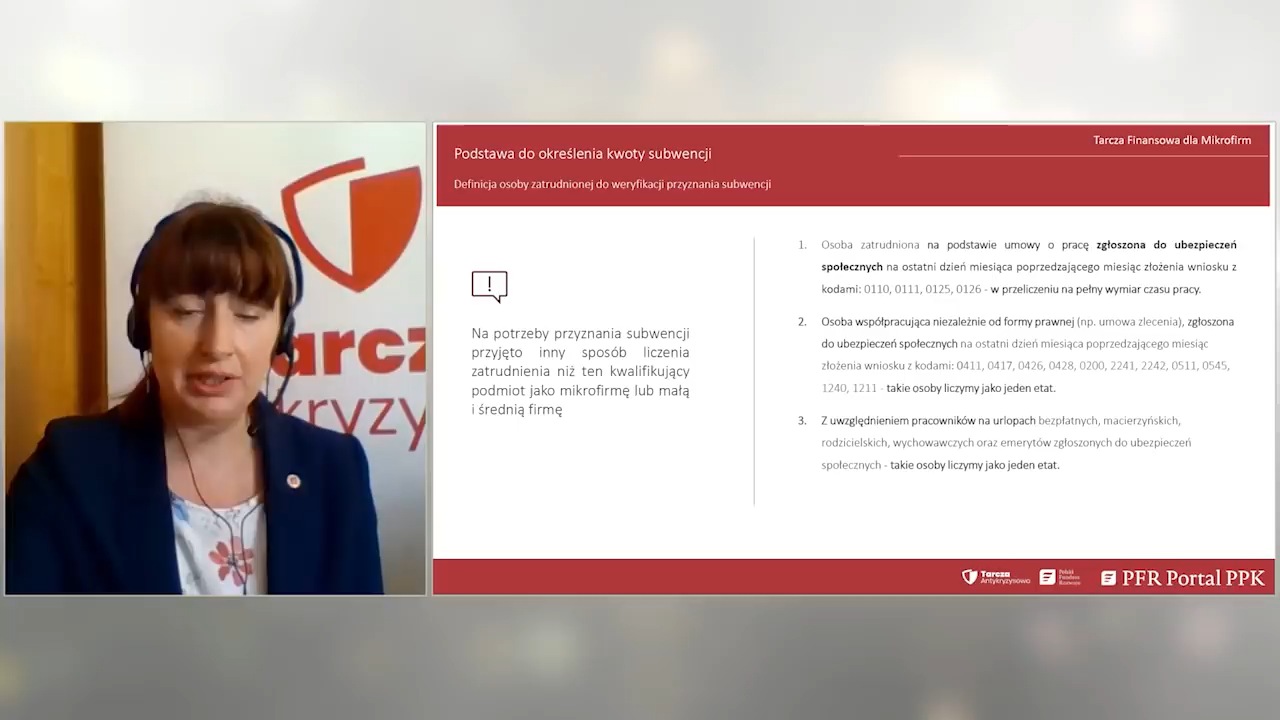 arcz
kryzy
Podstawa do określenia kwoty subwencji
Definicja osoby zatrudnionej do weryfikacji przyznania subwencji
Tarcza Finansowa dla Mikrofirm
!
Na potrzeby przyznania subwencji
przyjęto inny sposób liczenia
zatrudnienia niż ten kwalifikujący
podmiot jako mikrofirmę lub małą
i średnią firmę
1. Osoba zatrudniona na podstawie umowy o pracę zgłoszona do ubezpieczeń
społecznych na ostatni dzień miesiąca poprzedzającego miesiąc złożenia wniosku z
kodami: 0110, 0111, 0125, 0126 - w przeliczeniu na pełny wymiar czasu pracy.
2. Osoba współpracująca niezależnie od formy prawnej (np. umowa zlecenia), zgłoszona
do ubezpieczeń społecznych na ostatni dzień miesiąca poprzedzającego miesiąc
złożenia wniosku z kodami: 0411, 0417, 0426, 0428, 0200, 2241, 2242, 0511, 0545,
1240, 1211 - takie osoby liczymy jako jeden etat.
3. Z uwzględnieniem pracowników na urlopach bezpłatnych, macierzyńskich,
rodzicielskich, wychowawczych oraz emerytów zgłoszonych do ubezpieczeń
społecznych - takie osoby liczymy jako jeden etat.
Tarcza
Antykryzysowa
Polski
Fundusz
Rozwoju
PFR Portal PPK